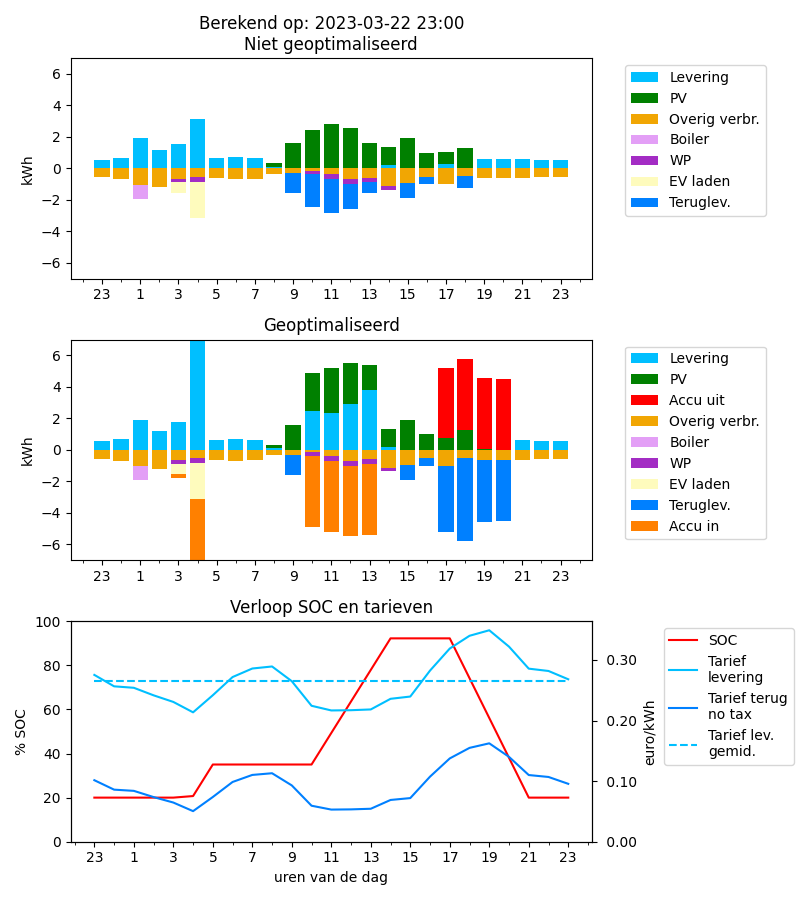 Berekend op: 2023-03-22 23:00
Niet geoptimaliseerd
6
4
2
0
−2
−4
−6
kWh
23 1 3 5 7 9 11 13 15 17 19 21 23
Levering
PV
Overig verbr.
Boiler
WP
EV laden
Teruglev.
Geoptimaliseerd
6
4
2
0
−2
−4
−6
kWh
23 1 3 5 7 9 11 13 15 17 19 21 23
Levering
PV
Accu uit
Overig verbr.
Boiler
WP
EV laden
Teruglev.
Accu in
Verloop SOC en tarieven
100
80
60
40
20
0
% SOC
23 1 3 5 7 9 11 13 15 17 19 21 23
uren van de dag
0.30
0.20
0.10
0.00
euro/kWh
SOC
Tarief
levering
Tarief terug
no tax
Tarief lev.
gemid.